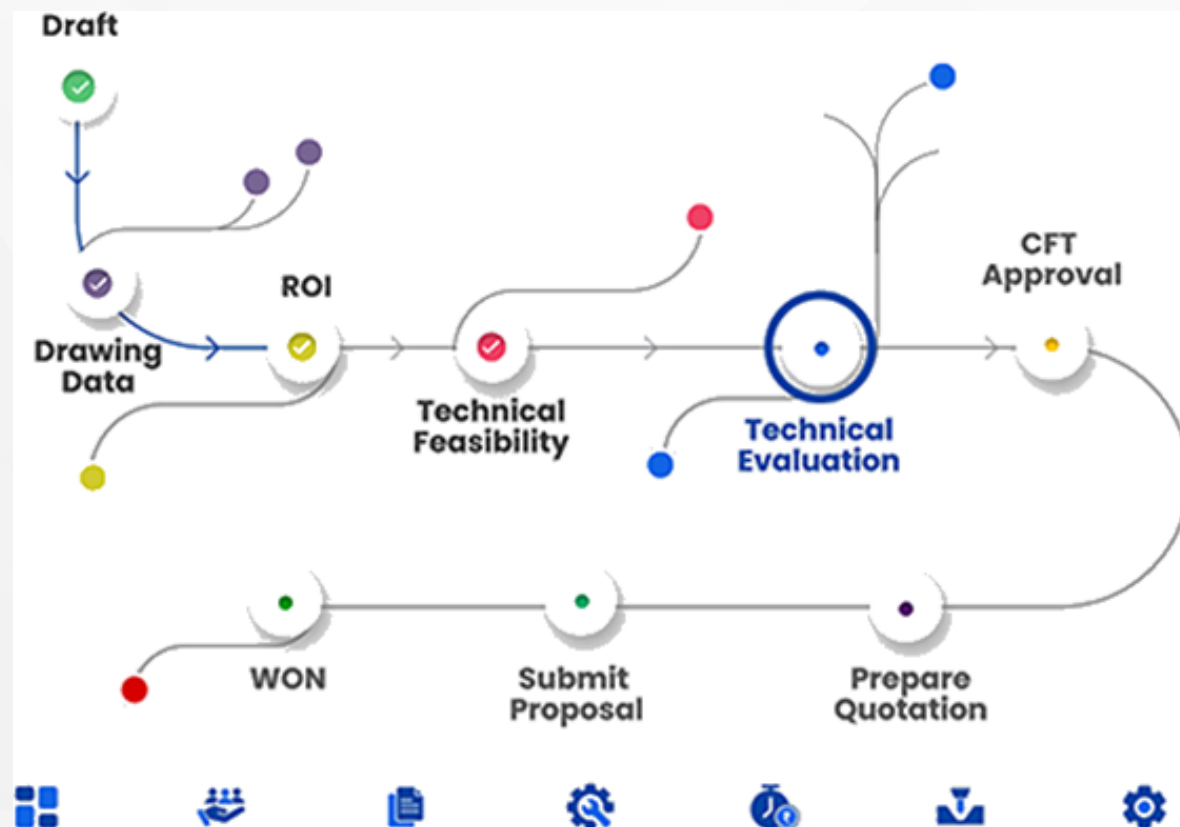 Draft
ROI
CFT
Approval
Drawing
Data
Technical
Feasibility
Technical
Evaluation
WON
Submit
Proposal
Prepare
Quotation